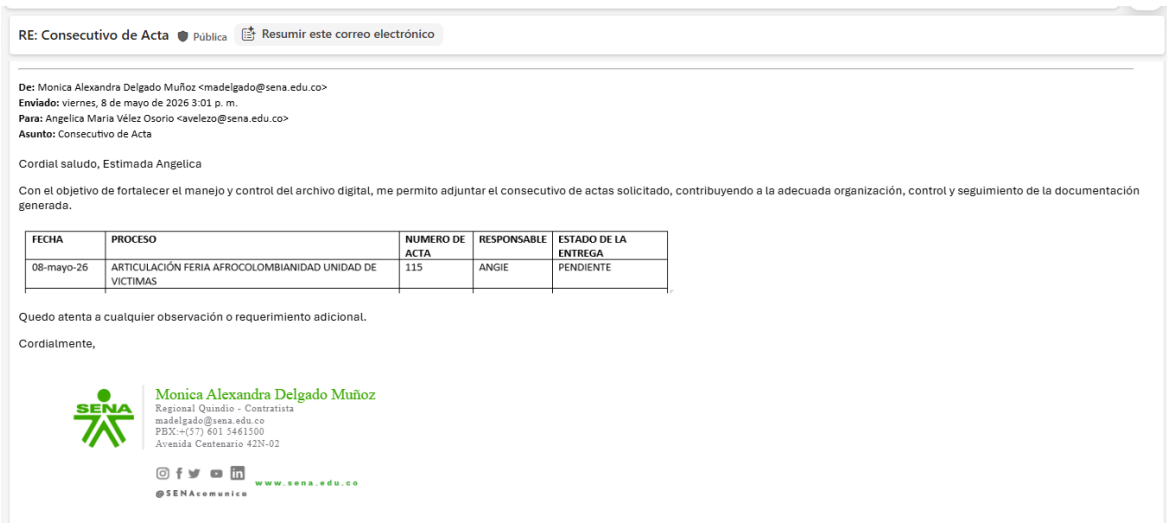 RE: Consecutivo de Acta Pública Resumir este correo electrónico
De: Monica Alexandra Delgado Muñoz <madelgado@sena.edu.co>
Enviado: viernes, 8 de mayo de 2026 3:01 p. m.
Para: Angelica Maria Vélez Osorio <avelezo@sena.edu.co>
Asunto: Consecutivo de Acta
Cordial saludo, Estimada Angelica
Con el objetivo de fortalecer el manejo y control del archivo digital, me permito adjuntar el consecutivo de actas solicitado, contribuyendo a la adecuada organización, control y seguimiento de la documentación
generada.
FECHA PROCESO NUMERO DE RESPONSABLE ESTADO DE LA
ACTA ENTREGA
08-mayo-26 ARTICULACIÓN FERIA AFROCOLOMBIANIDAD UNIDAD DE 115 ANGIE PENDIENTE
VICTIMAS
Quedo atenta a cualquier observación o requerimiento adicional.
Cordialmente,
SENA
Monica Alexandra Delgado Muñoz
Regional Quindio - Contratista
madelgado@sena.edu.co
PBX:+(57) 601 5461500
Avenida Centenario 42N-02
www.sena.edu.co
@SENAcomunica